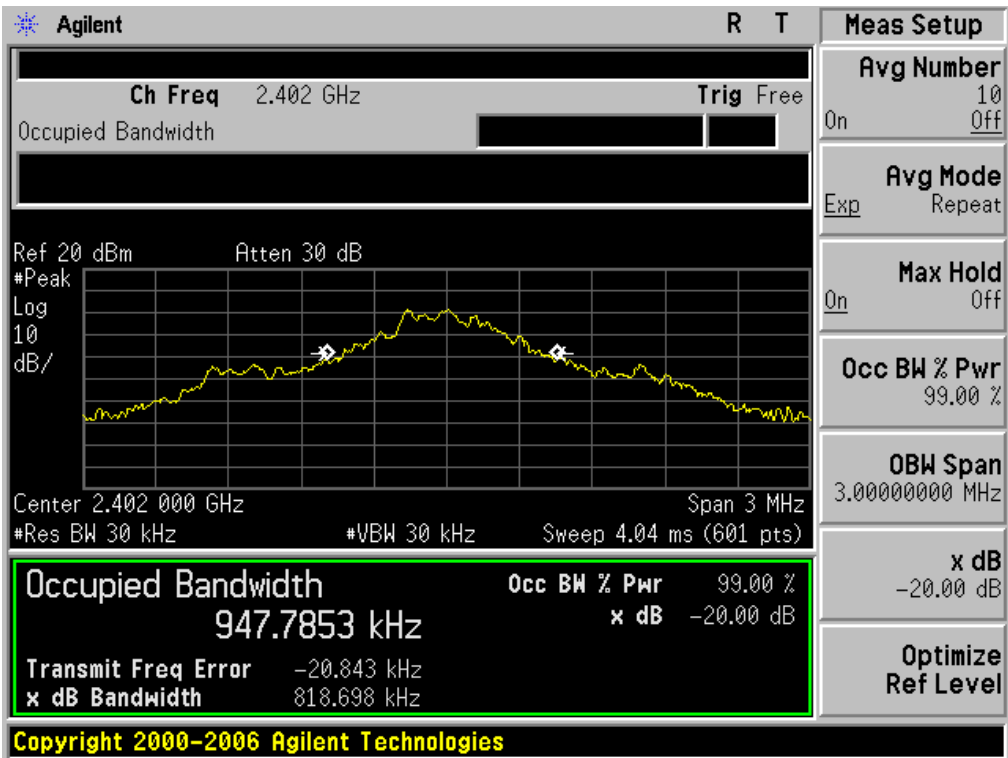 Agilent R T
Meas Setup
Ch Freq 2.402 GHz Trig Free
Occupied Bandwidth
Ref 20 dBm Atten 30 dB
#Peak
Log
10
dB/
Center 2.402 000 GHz Span 3 MHz
#Res BW 30 kHz #VBW 30 kHz Sweep 4.04 ms (601 pts)
Occupied Bandwidth Occ BW % Pwr 99.00 %
947.7853 kHz x dB -20.00 dB
Transmit Freq Error -20.843 kHz
x dB Bandwidth 818.698 kHz
Avg Number
10
On Off
Avg Mode
Exp Repeat
Max Hold
On Off
Occ BW % Pwr
99.00 %
OBW Span
3.00000000 MHz
x dB
-20.00 dB
Optimize
Ref Level
Copyright 2000-2006 Agilent Technologies